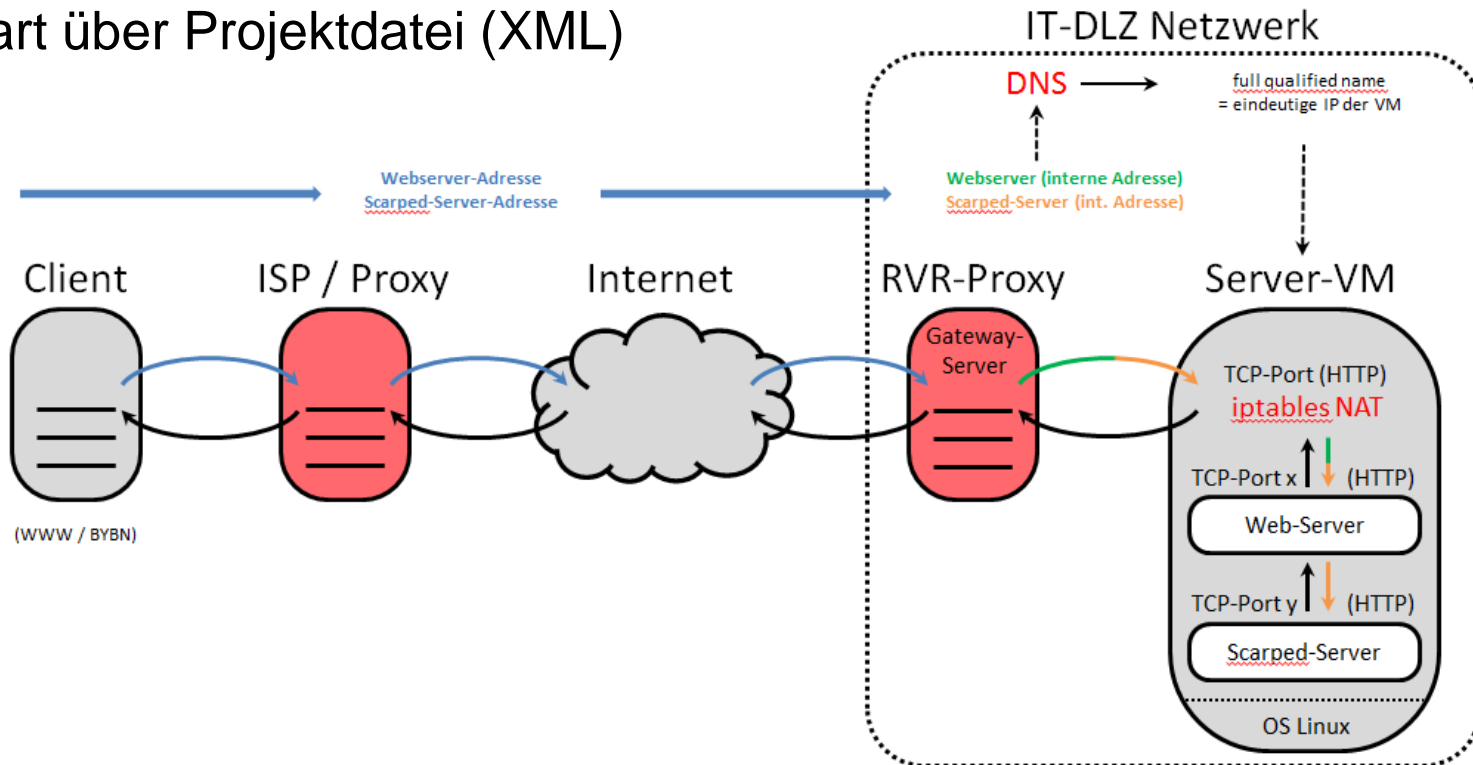 art über Projektdatei (XML)
IT-DLZ Netzwerk
DNS
full qualified name
= eindeutige IP der VM
Webserver-Adresse
Scarped-Server-Adresse
Webserver (interne Adresse)
Scarped-Server (int. Adresse)
Client
ISP / Proxy
Internet
RVR-Proxy
Server-VM
Gateway-
Server
TCP-Port (HTTP)
iptables NAT
TCP-Port x
(HTTP)
Web-Server
TCP-Port y
(HTTP)
Scarped-Server
OS Linux
(WWW / BYBN)